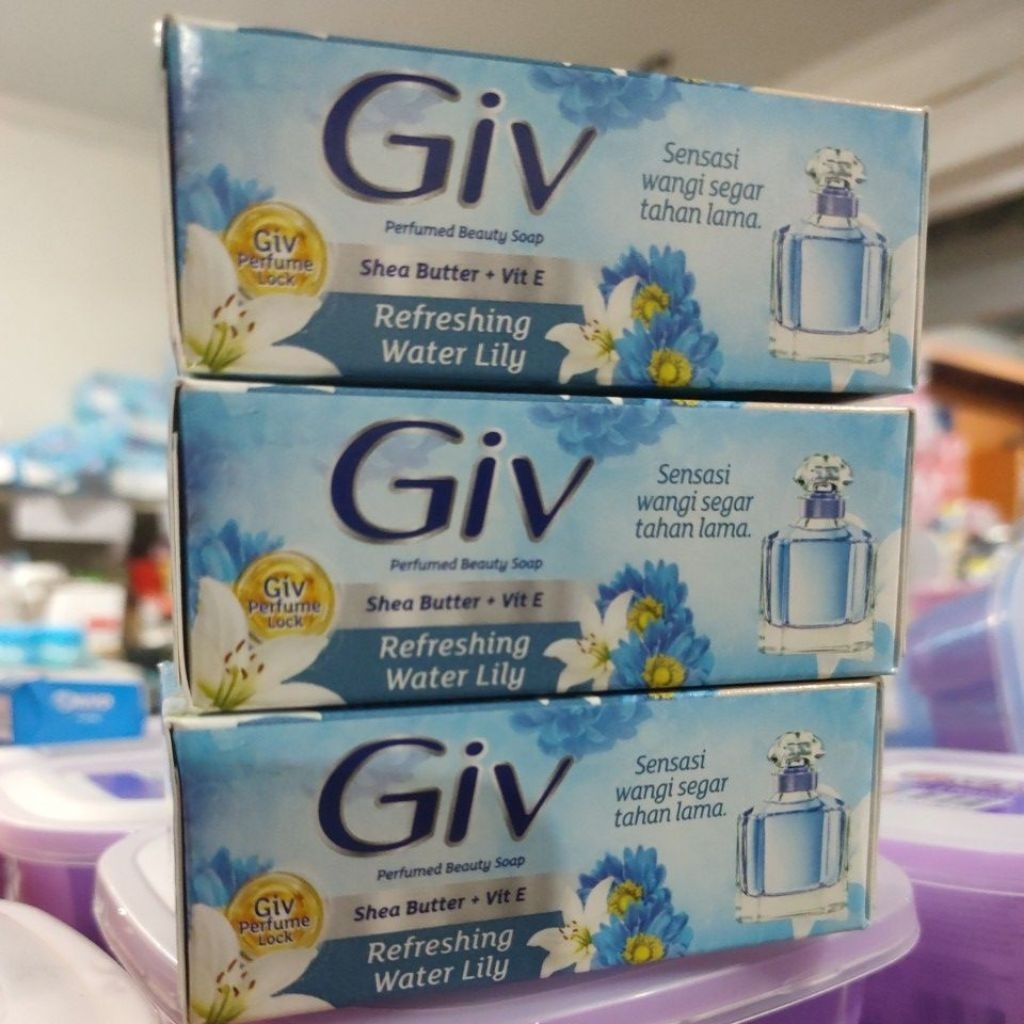 Giv
Perfumed Beauty Soap
Sensasi
wangi segar
tahan lama.
Giv
Perfume
Lock
Shea Butter + Vit E
Refreshing
Water Lily
Giv
Perfumed Beauty Soap
Sensasi
wangi segar
tahan lama.
Giv
Perfume
Lock
Shea Butter + Vit E
Refreshing
Water Lily
Giv
Perfumed Beauty Soap
Sensasi
wangi segar
tahan lama.
Giv
Perfume
Lock
Shea Butter + Vit E
Refreshing
Water Lily